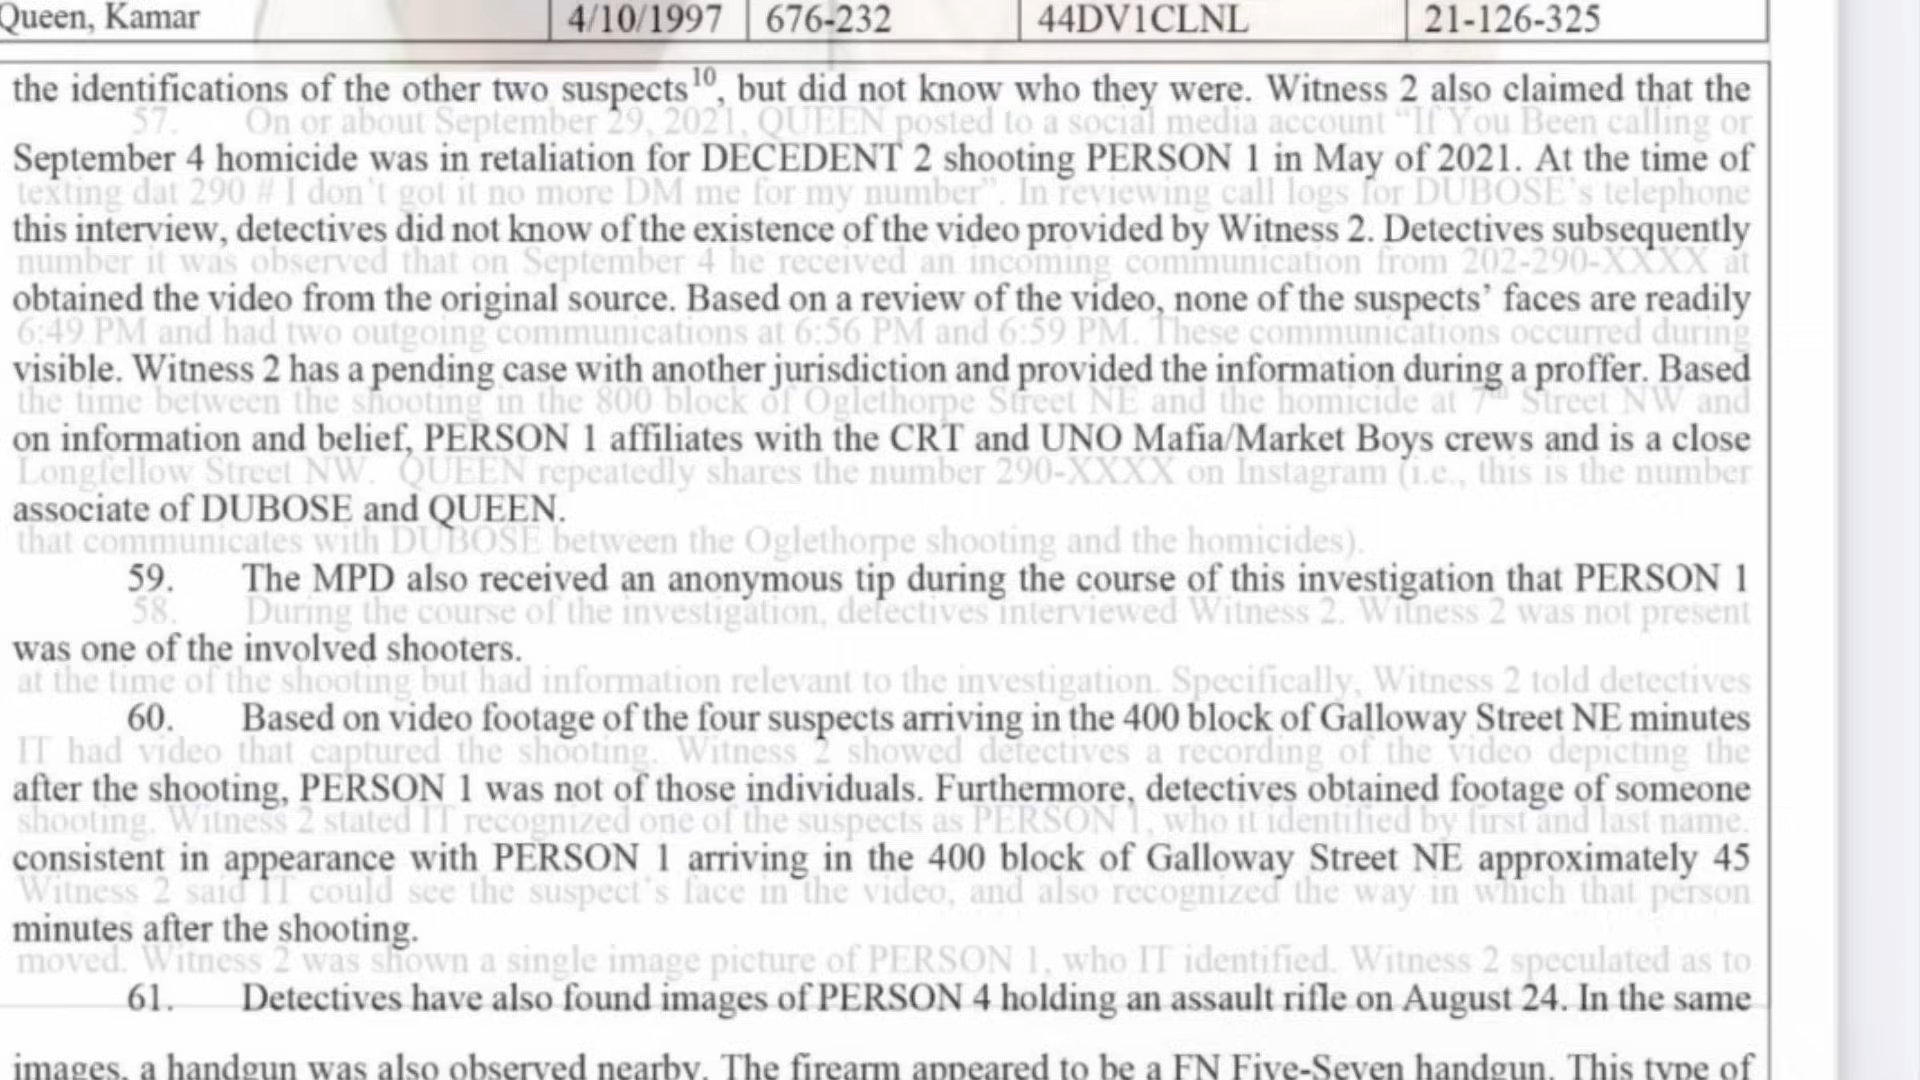 Queen, Kamar 4/10/1997 676-232 44DV1CLNL 21-126-325
the identifications of the other two suspects10, but did not know who they were. Witness 2 also claimed that the
57. On or about September 29, 2021, QUEEN posted to a social media account "If You Been calling or
September 4 homicide was in retaliation for DECEDENT 2 shooting PERSON 1 in May of 2021. At the time of
texting dat 290 # I don't got it no more DM me for my number". In reviewing call logs for DUBOSE's telephone
this interview, detectives did not know of the existence of the video provided by Witness 2. Detectives subsequently
number it was observed that on September 4 he received an incoming communication from 202-290-XXXX at
obtained the video from the original source. Based on a review of the video, none of the suspects' faces are readily
6:49 PM and had two outgoing communications at 6:56 PM and 6:59 PM. These communications occurred during
visible. Witness 2 has a pending case with another jurisdiction and provided the information during a proffer. Based
the time between the shooting in the 800 block of Oglethorpe Street NE and the homicide at 7th Street NW and
on information and belief, PERSON 1 affiliates with the CRT and UNO Mafia/Market Boys crews and is a close
Longfellow Street NW. QUEEN repeatedly shares the number 290-XXXX on Instagram (i.e., this is the number
associate of DUBOSE and QUEEN.
that communicates with DUBOSE between the Oglethorpe shooting and the homicides).
59. The MPD also received an anonymous tip during the course of this investigation that PERSON 1
58. During the course of the investigation, detectives interviewed Witness 2. Witness 2 was not present
was one of the involved shooters.
at the time of the shooting but had information relevant to the investigation. Specifically, Witness 2 told detectives
60. Based on video footage of the four suspects arriving in the 400 block of Galloway Street NE minutes
IT had video that captured the shooting. Witness 2 showed detectives a recording of the video depicting the
after the shooting, PERSON 1 was not of those individuals. Furthermore, detectives obtained footage of someone
shooting. Witness 2 stated IT recognized one of the suspects as PERSON 1, who it identified by first and last name.
consistent in appearance with PERSON 1 arriving in the 400 block of Galloway Street NE approximately 45
Witness 2 said IT could see the suspect's face in the video, and also recognized the way in which that person
minutes after the shooting.
moved. Witness 2 was shown a single image picture of PERSON 1, who IT identified. Witness 2 speculated as to
61. Detectives have also found images of PERSON 4 holding an assault rifle on August 24. In the same
images, a handgun was also observed nearby. The firearm appeared to be a FN Five-Seven handgun. This type of